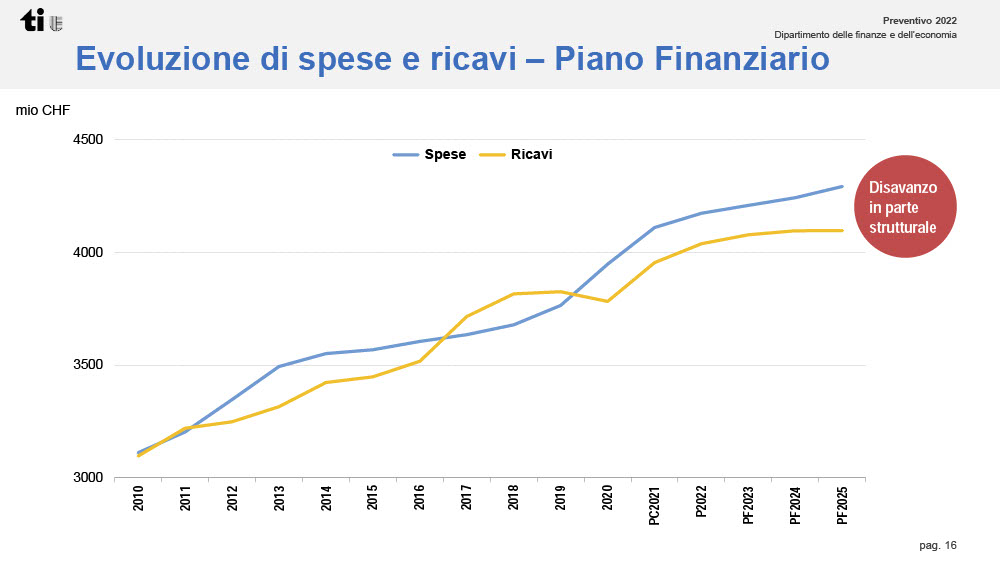 ti
Preventivo 2022
Dipartimento delle finanze e dell'economia
Evoluzione di spese e ricavi – Piano Finanziario
mio CHF
4500
4000
3500
3000
Spese
Ricavi
Disavanzo
in parte
strutturale
2010
2011
2012
2013
2014
2015
2016
2017
2018
2019
2020
PC2021
P2022
PF2023
PF2024
PF2025
pag. 16